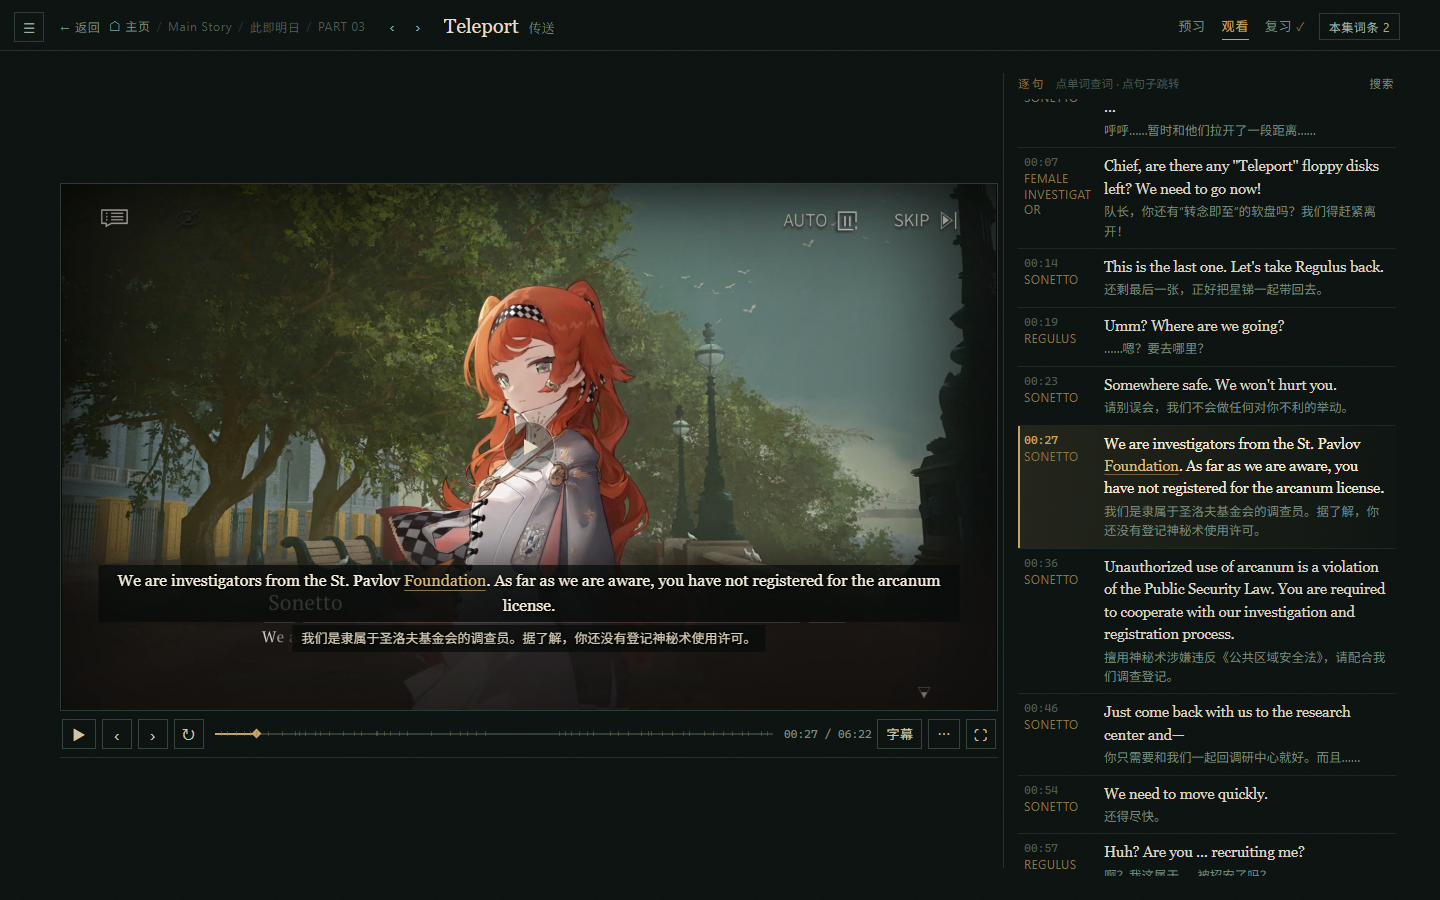 ☰ ← 返回 主页 / Main Story / 此即明日 / PART 03 ‹ › Teleport 传送
预习 观看 复习 ✓ 本集词条 2
AUTO SKIP
We are investigators from the St. Pavlov Foundation. As far as we are aware, you have not registered for the arcanum
license.
Sonetto
We a
我们是隶属于圣洛夫基金会的调查员。据了解，你还没有登记神秘术使用许可。
00:27 / 06:22 字幕 ···
逐句 点单词查词 · 点句子跳转 搜索
SONETTO
...
呼呼……暂时和他们拉开了一段距离……
00:07
FEMALE
INVESTIGAT
OR
Chief, are there any "Teleport" floppy disks
left? We need to go now!
队长，你还有“转念即至”的软盘吗？我们得赶紧离
开！
00:14
SONETTO
This is the last one. Let's take Regulus back.
还剩最后一张，正好把星锑一起带回去。
00:19
REGULUS
Umm? Where are we going?
……嗯？要去哪里？
00:23
SONETTO
Somewhere safe. We won't hurt you.
请别误会，我们不会做任何对你不利的举动。
00:27
SONETTO
We are investigators from the St. Pavlov
Foundation. As far as we are aware, you
have not registered for the arcanum license.
我们是隶属于圣洛夫基金会的调查员。据了解，你
还没有登记神秘术使用许可。
00:36
SONETTO
Unauthorized use of arcanum is a violation
of the Public Security Law. You are required
to cooperate with our investigation and
registration process.
擅用神秘术涉嫌违反《公共区域安全法》，请配合我
们调查登记。
00:46
SONETTO
Just come back with us to the research
center and—
你只需要和我们一起回调研中心就好。而且……
00:54
SONETTO
We need to move quickly.
还得尽快。
00:57
REGULUS
Huh? Are you ... recruiting me?
啊？我这属于……被招安了吗？